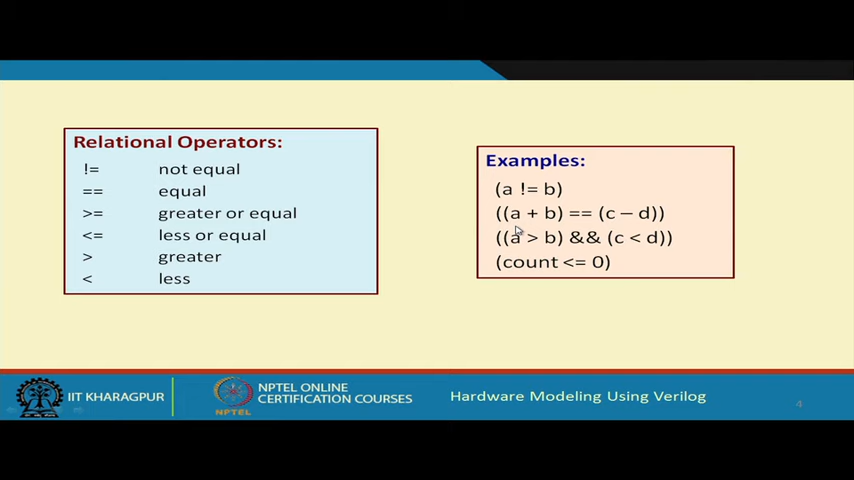 Relational Operators:
!= not equal
== equal
>= greater or equal
<= less or equal
> greater
< less
Examples:
(a != b)
((a + b) == (c – d))
((a > b) && (c < d))
(count <= 0)
IIT KHARAGPUR
NPTEL
NPTEL ONLINE
CERTIFICATION COURSES
Hardware Modeling Using Verilog
4